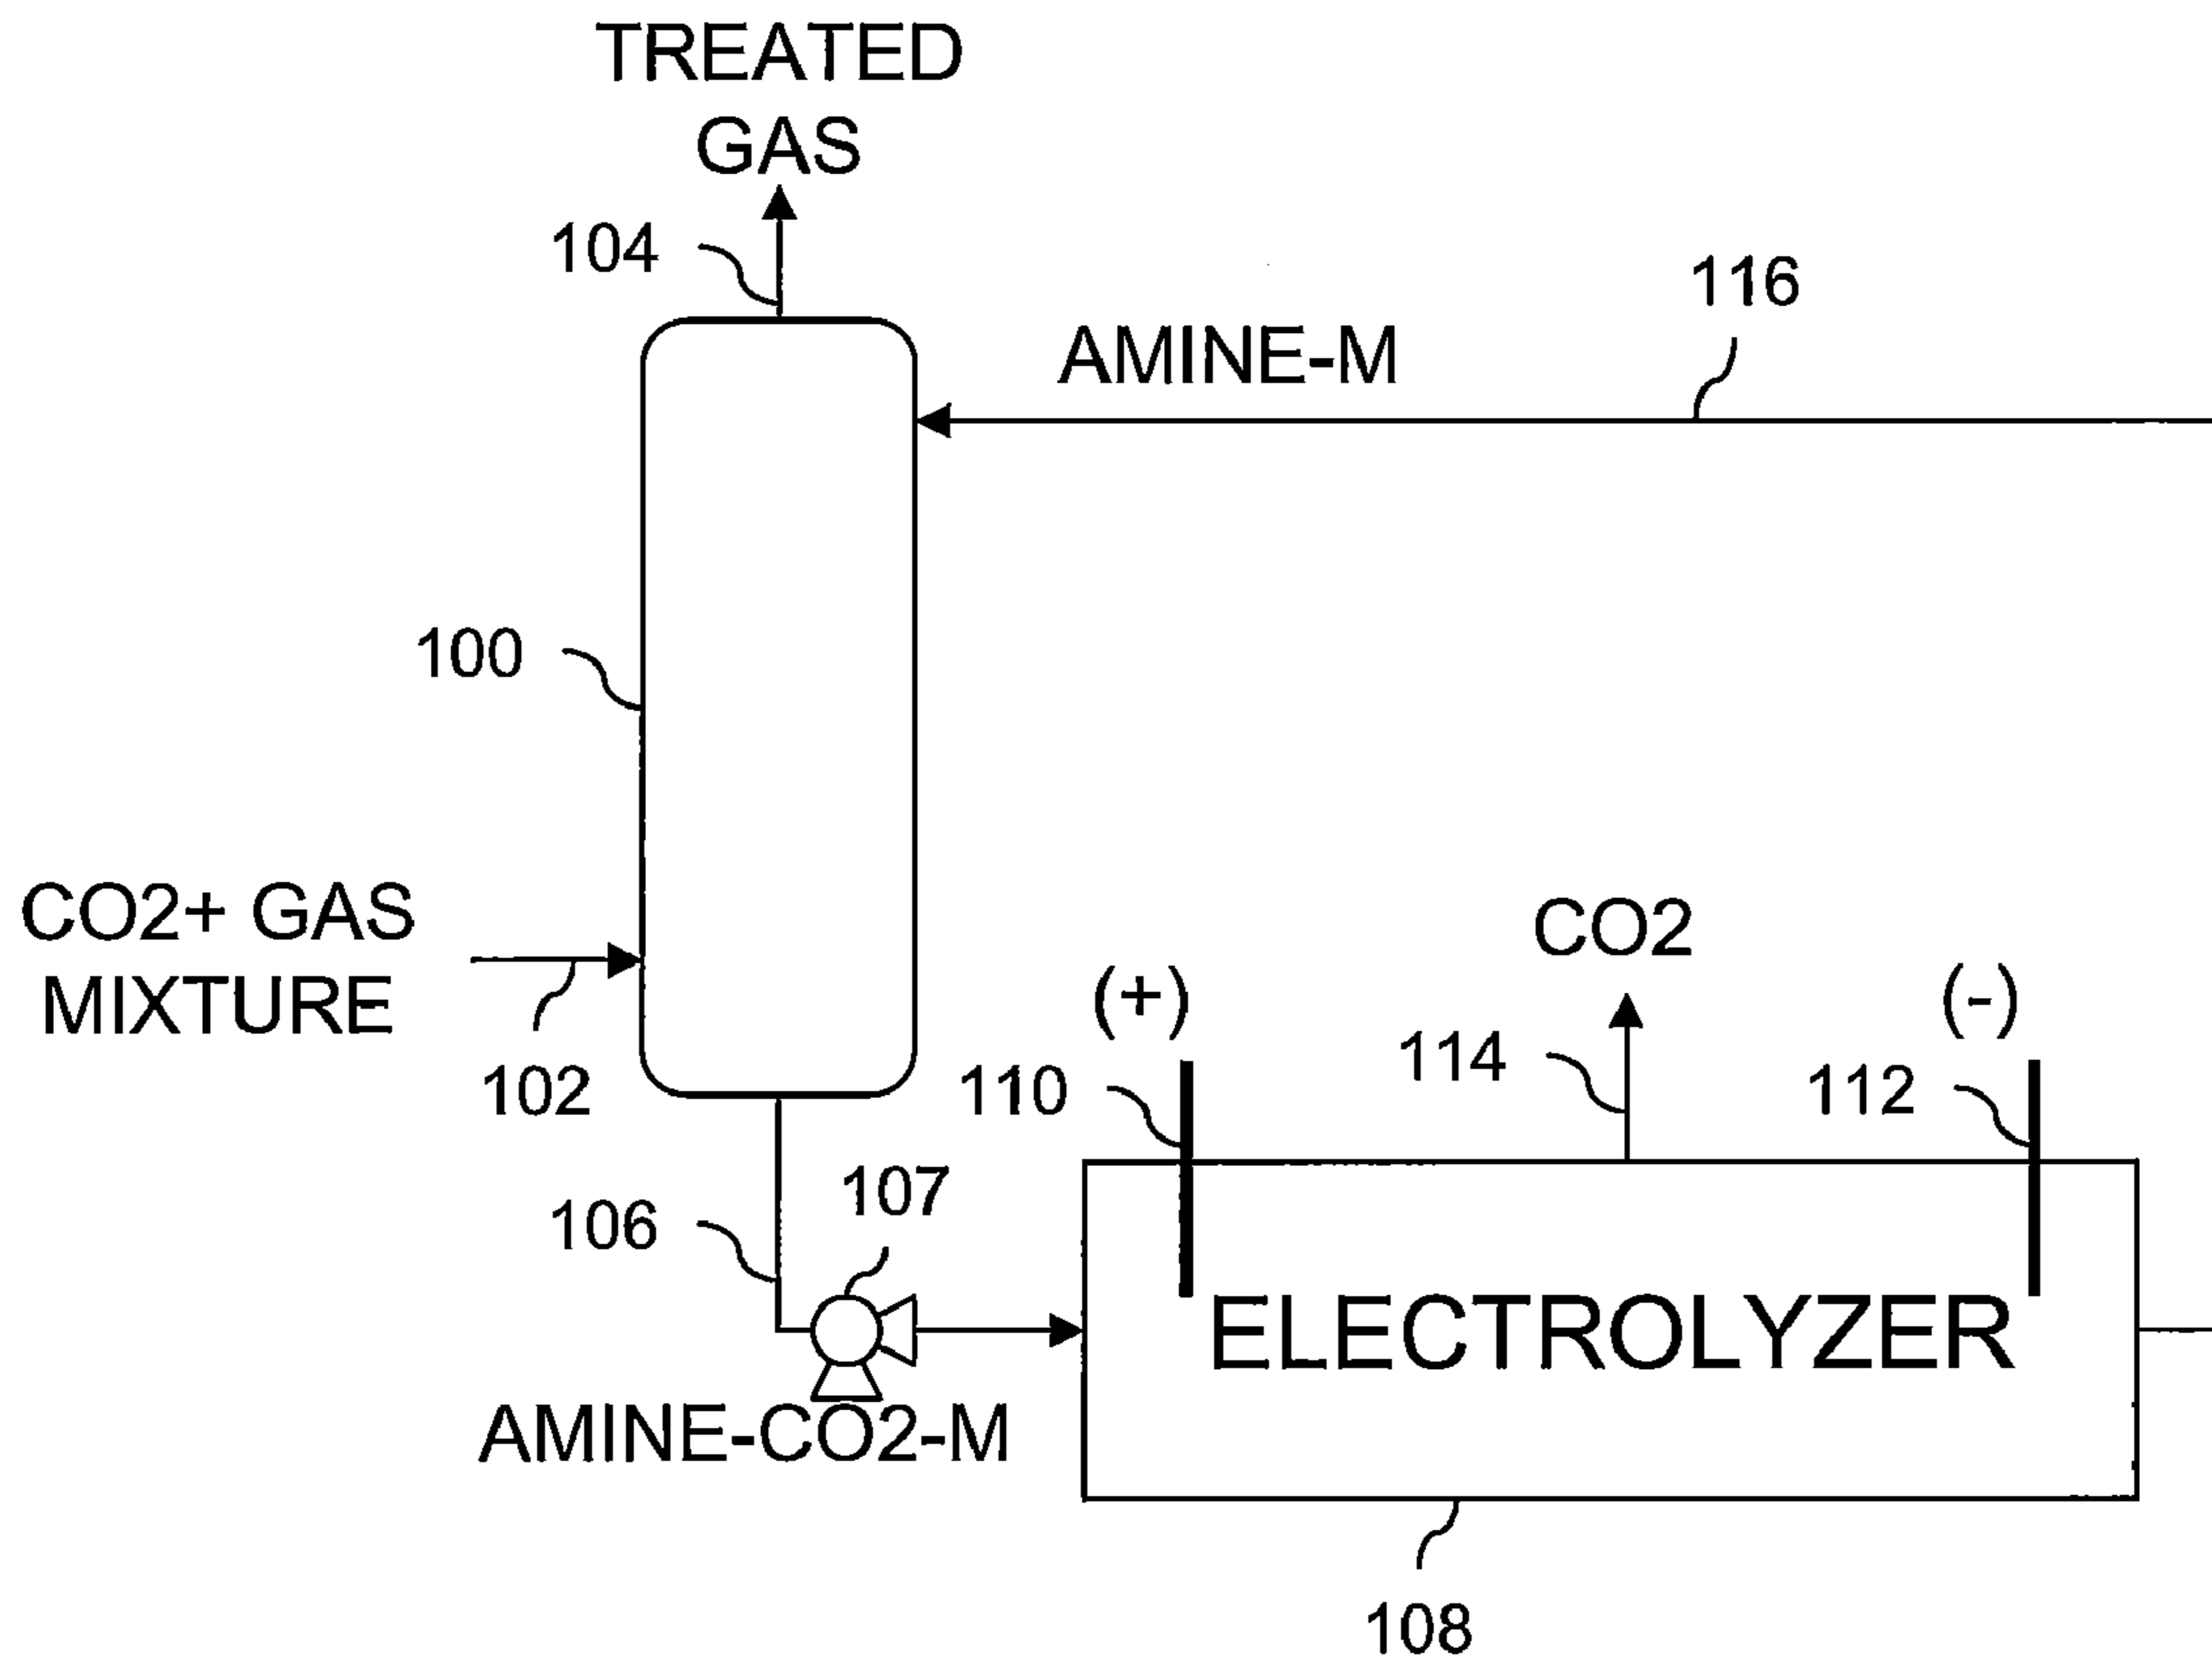 TREATED
GAS
104
116
AMINE-M
100
CO2+ GAS
MIXTURE
102
CO2
(+)
(-)
110
114
112
107
106
ELECTROLYZER
AMINE-CO2-M
108